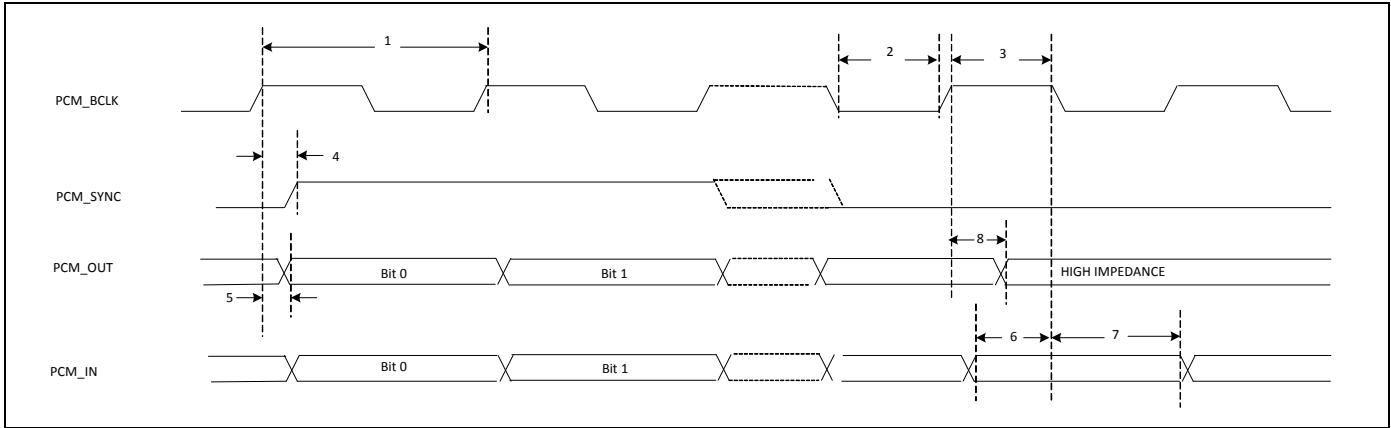 1
2
3
PCM_BCLK
4
PCM_SYNC
8
PCM_OUT
Bit 0
Bit 1
HIGH IMPEDANCE
5
6
7
PCM_IN
Bit 0
Bit 1